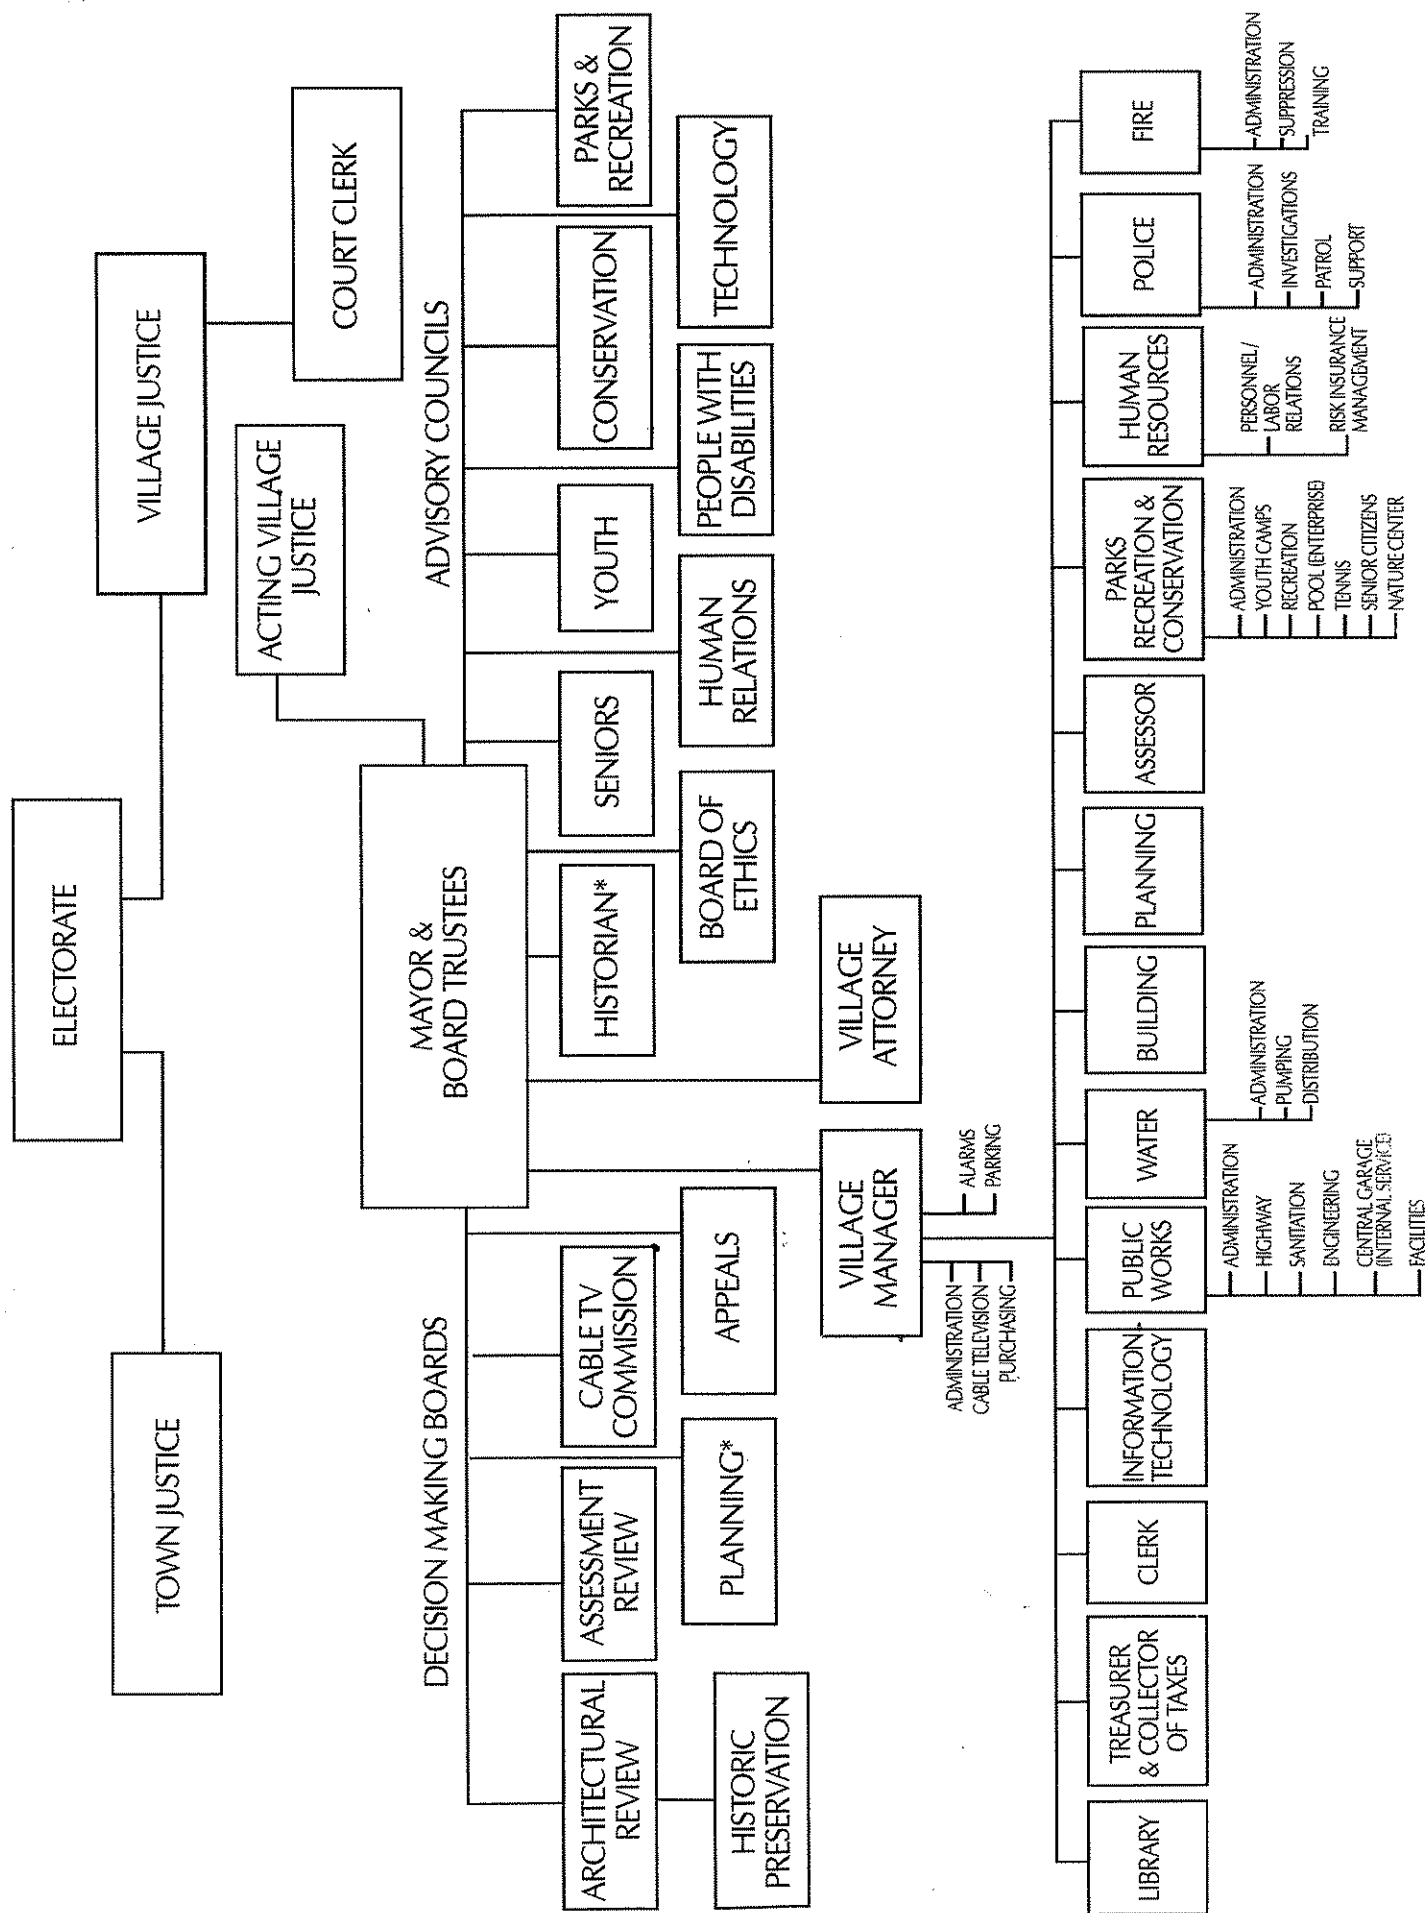 ELECTORATE
TOWN JUSTICE
VILLAGE JUSTICE
COURT CLERK
ACTING VILLAGE
JUSTICE
MAYOR &
BOARD TRUSTEES
DECISION MAKING BOARDS
ADVISORY COUNCILS
ARCHITECTURAL
REVIEW
ASSESSMENT
REVIEW
CABLE TV
COMMISSION
HISTORIAN*
SENIORS
YOUTH
CONSERVATION
PARKS &
RECREATION
HISTORIC
PRESERVATION
PLANNING*
APPEALS
BOARD OF
ETHICS
HUMAN
RELATIONS
PEOPLE WITH
DISABILITIES
TECHNOLOGY
VILLAGE
MANAGER
VILLAGE
ATTORNEY
ADMINISTRATION
CABLE TELEVISION
PURCHASING
ALARMS
PARKING
LIBRARY
TREASURER
& COLLECTOR
OF TAXES
CLERK
INFORMATION
TECHNOLOGY
PUBLIC
WORKS
ADMINISTRATION
HIGHWAY
SANITATION
ENGINEERING
CENTRAL GARAGE
(INTERNAL SERVICE)
FACILITIES
WATER
ADMINISTRATION
PUMPING
DISTRIBUTION
BUILDING
PLANNING
ASSESSOR
PARKS
RECREATION &
CONSERVATION
ADMINISTRATION
YOUTH CAMPS
RECREATION
POOL (ENTERPRISE)
TENNIS
SENIOR CITIZENS
NATURE CENTER
HUMAN
RESOURCES
PERSONNEL/
LABOR
RELATIONS
RISK INSURANCE
MANAGEMENT
POLICE
ADMINISTRATION
INVESTIGATIONS
PATROL
SUPPORT
FIRE
ADMINISTRATION
SUPPRESSION
TRAINING